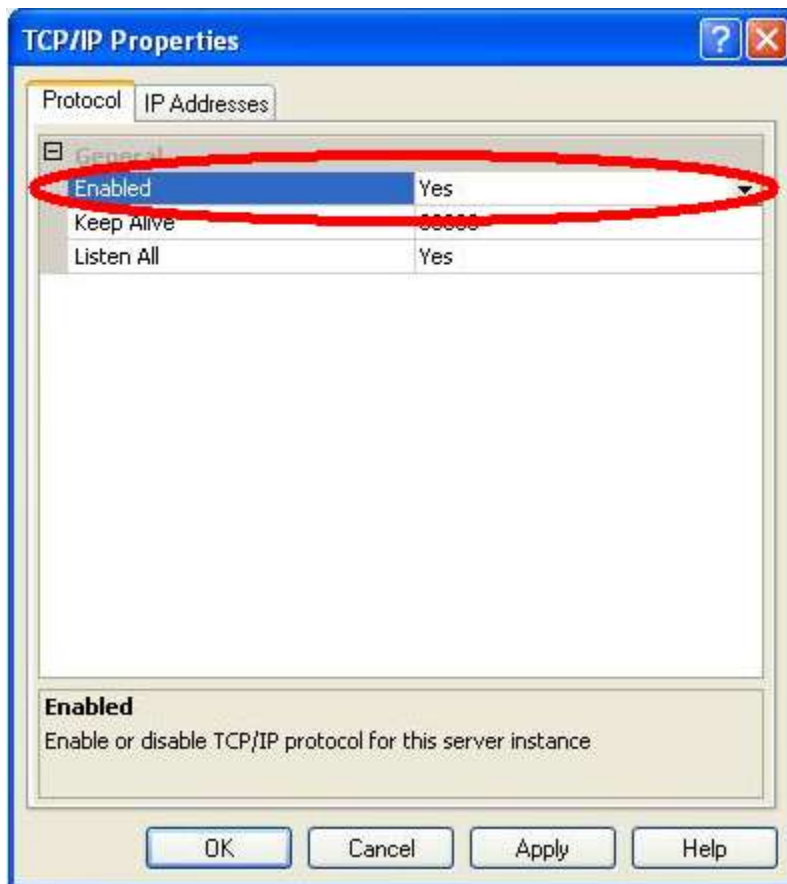 TCP/IP Properties
Protocol IP Addresses
General
Enabled Yes
Keep Alive
Listen All Yes
Enabled
Enable or disable TCP/IP protocol for this server instance
OK Cancel Apply Help